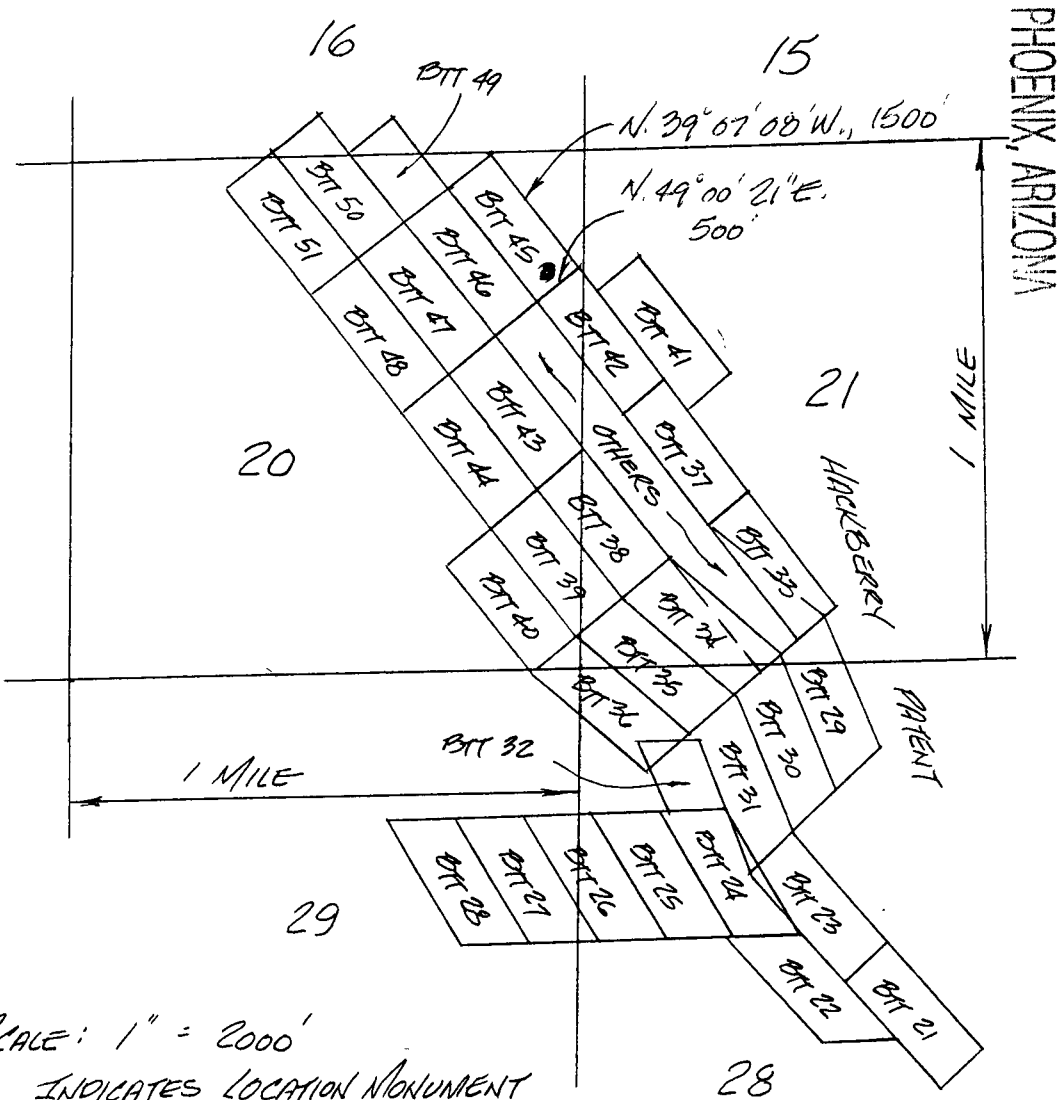 PHOENIX, ARIZONA
16
15
BTT 49
N. 39° 07' 08' W., 1500'
N. 49° 00' 21" E.
500'
BTT 50
BTT 51
BTT 45
BTT 46
BTT 47
BTT 48
BTT 42
BTT 41
21
1 MILE
20
BTT 43
BTT 44
OTHERS
BTT 37
HACKBERRY
BTT 38
BTT 33
BTT 39
BTT 40
BTT 34
BTT 35
BTT 36
BTT 29
PATENT
BTT 32
BTT 30
BTT 31
1 MILE
BTT 28
BTT 27
BTT 26
BTT 25
BTT 24
BTT 23
29
BTT 22
BTT 21
SCALE: 1" = 2000'
INDICATES LOCATION MONUMENT
28